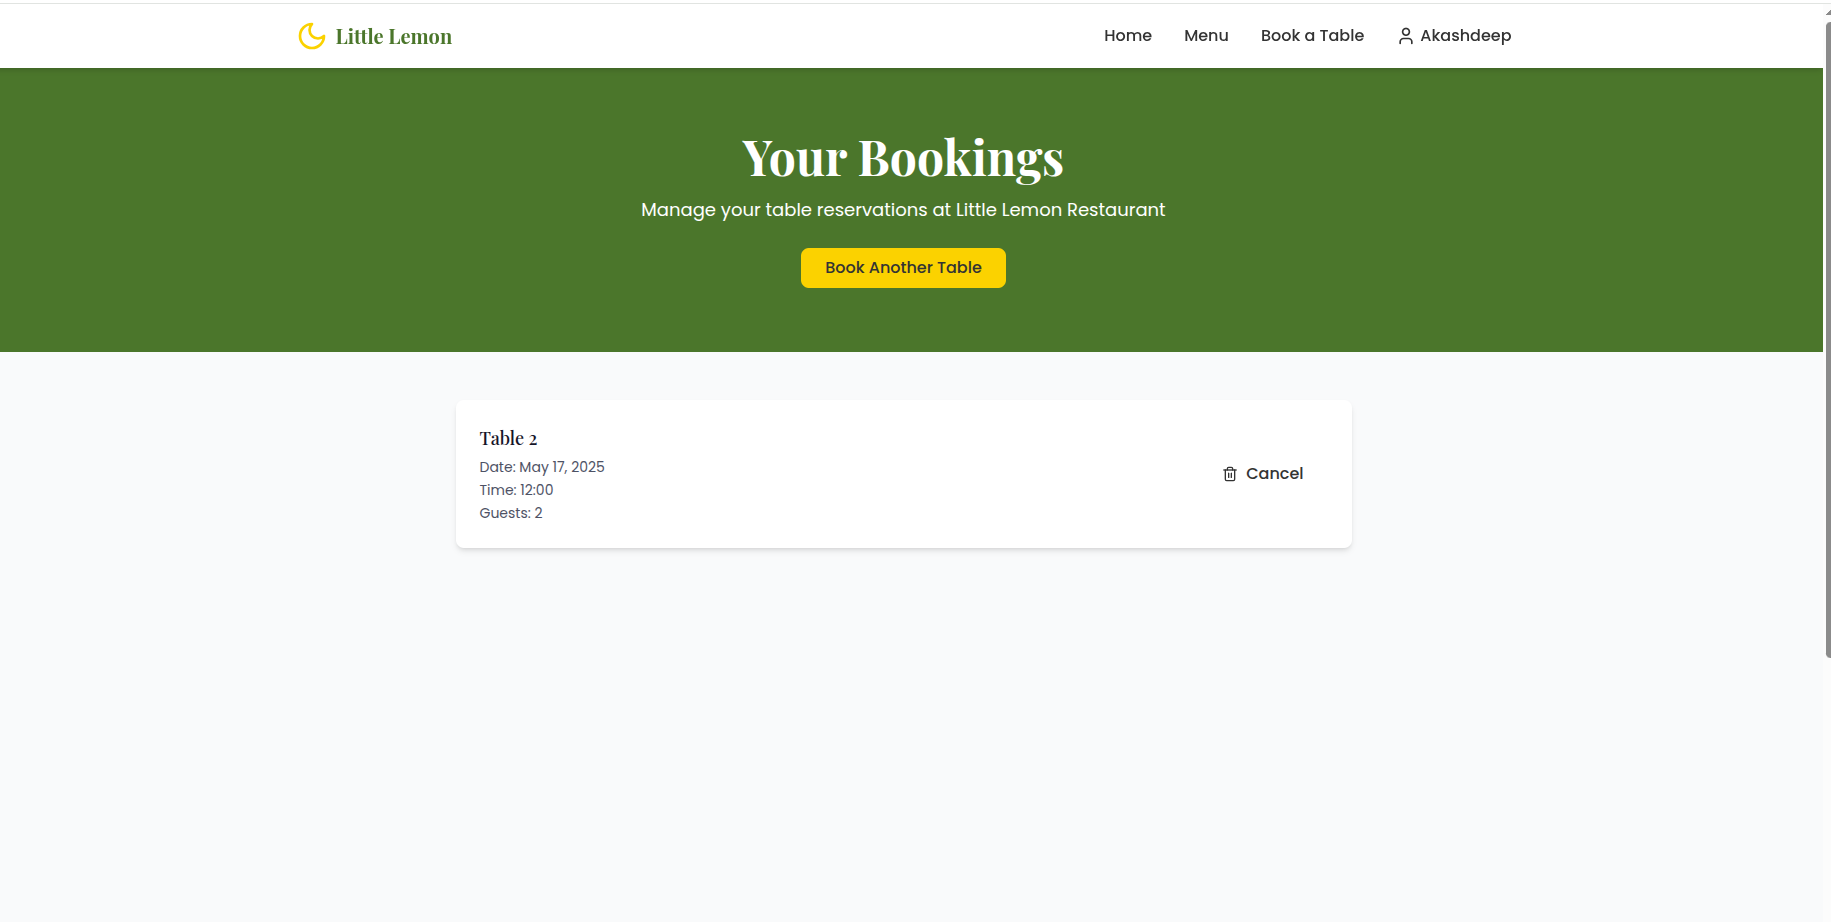 Little Lemon
Home
Menu
Book a Table
Akashdeep
Your Bookings
Manage your table reservations at Little Lemon Restaurant
Book Another Table
Table 2
Date: May 17, 2025
Time: 12:00
Guests: 2
Cancel